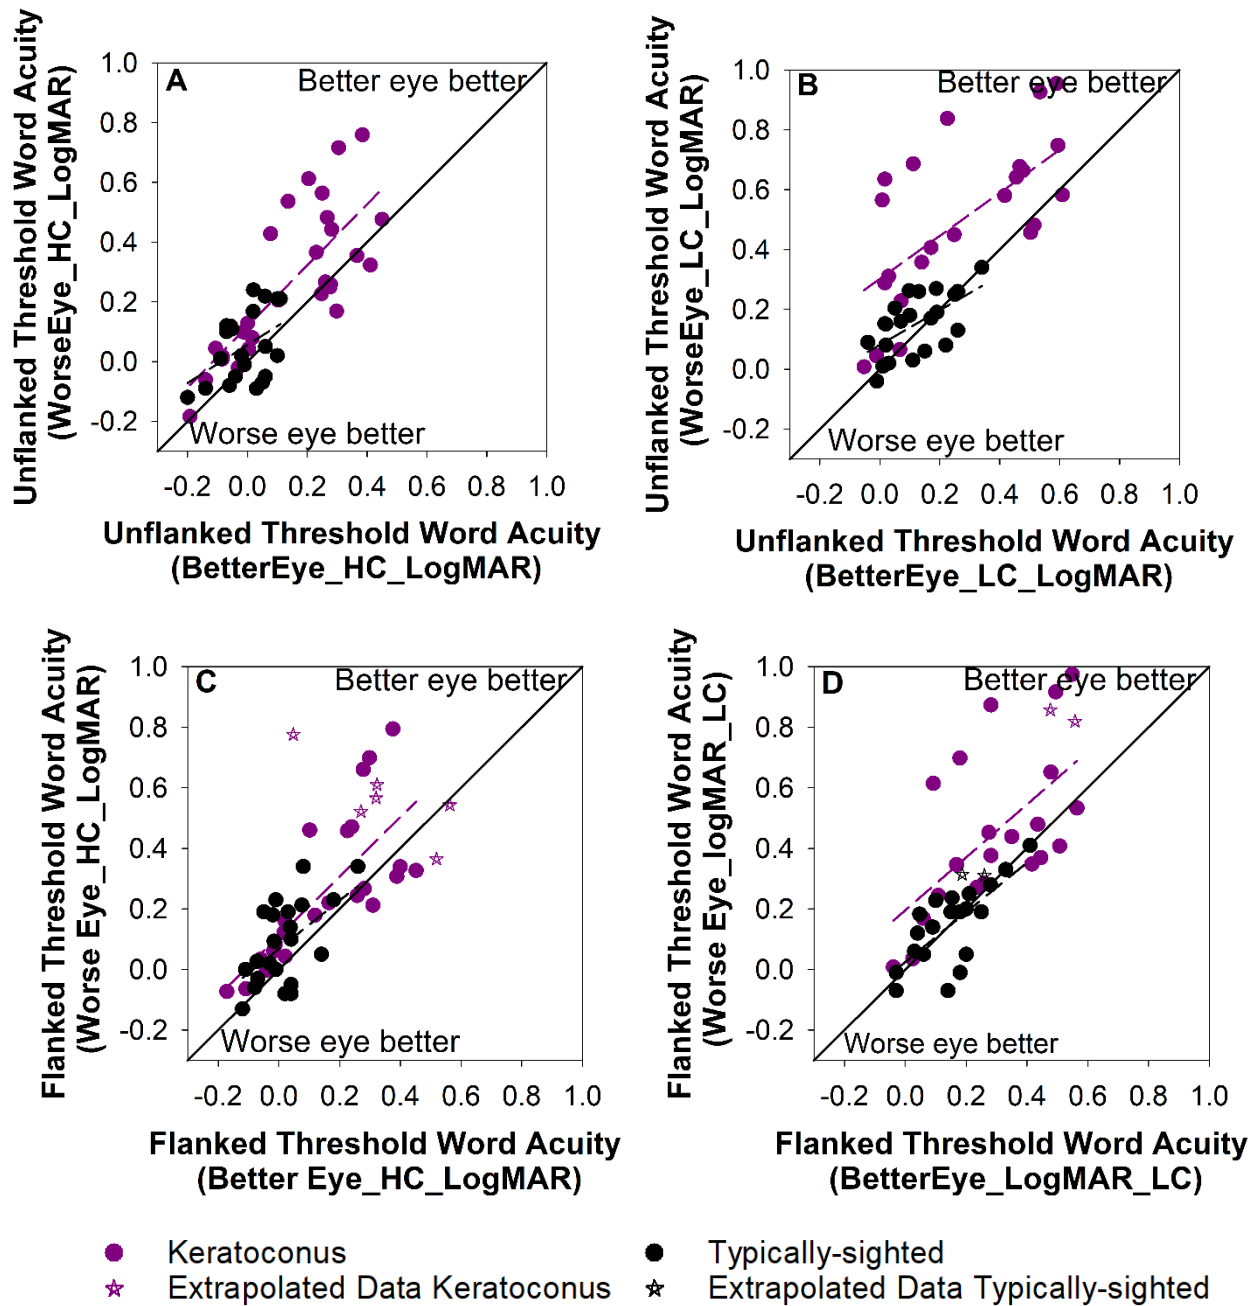 A
Better eye better
1.0
0.8
0.6
0.4
0.2
0.0
-0.2
Unflanked Threshold Word Acuity
(WorseEye_HC_LogMAR)
Worse eye better
-0.2 0.0 0.2 0.4 0.6 0.8 1.0
Unflanked Threshold Word Acuity
(BetterEye_HC_LogMAR)
B
Better eye better
1.0
0.8
0.6
0.4
0.2
0.0
-0.2
Unflanked Threshold Word Acuity
(WorseEye_LC_LogMAR)
Worse eye better
-0.2 0.0 0.2 0.4 0.6 0.8 1.0
Unflanked Threshold Word Acuity
(BetterEye_LC_LogMAR)
C
Better eye better
1.0
0.8
0.6
0.4
0.2
0.0
-0.2
Flanked Threshold Word Acuity
(Worse Eye_HC_LogMAR)
Worse eye better
-0.2 0.0 0.2 0.4 0.6 0.8 1.0
Flanked Threshold Word Acuity
(Better Eye_HC_LogMAR)
D
Better eye better
1.0
0.8
0.6
0.4
0.2
0.0
-0.2
Flanked Threshold Word Acuity
(Worse Eye_logMAR_LC)
Worse eye better
-0.2 0.0 0.2 0.4 0.6 0.8 1.0
Flanked Threshold Word Acuity
(BetterEye_LogMAR_LC)
Keratoconus
Extrapolated Data Keratoconus
Typically-sighted
Extrapolated Data Typically-sighted